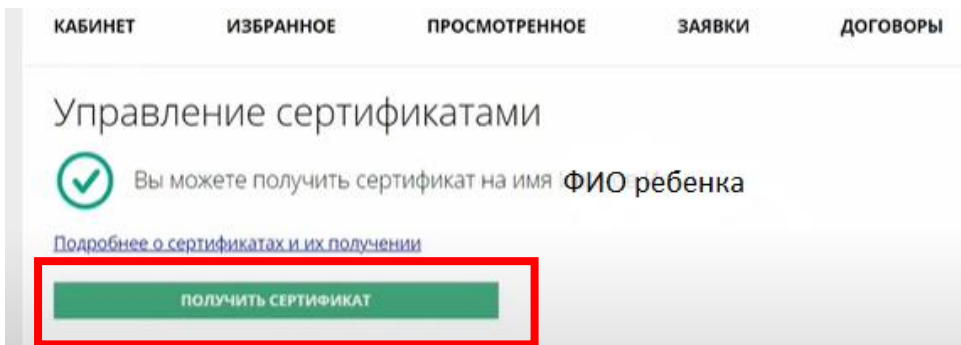 КАБИНЕТ ИЗБРАННОЕ ПРОСМОТРЕННОЕ ЗАЯВКИ ДОГОВОРЫ
Управление сертификатами
Вы можете получить сертификат на имя ФИО ребенка
Подробнее о сертификатах и их получении
ПОЛУЧИТЬ СЕРТИФИКАТ